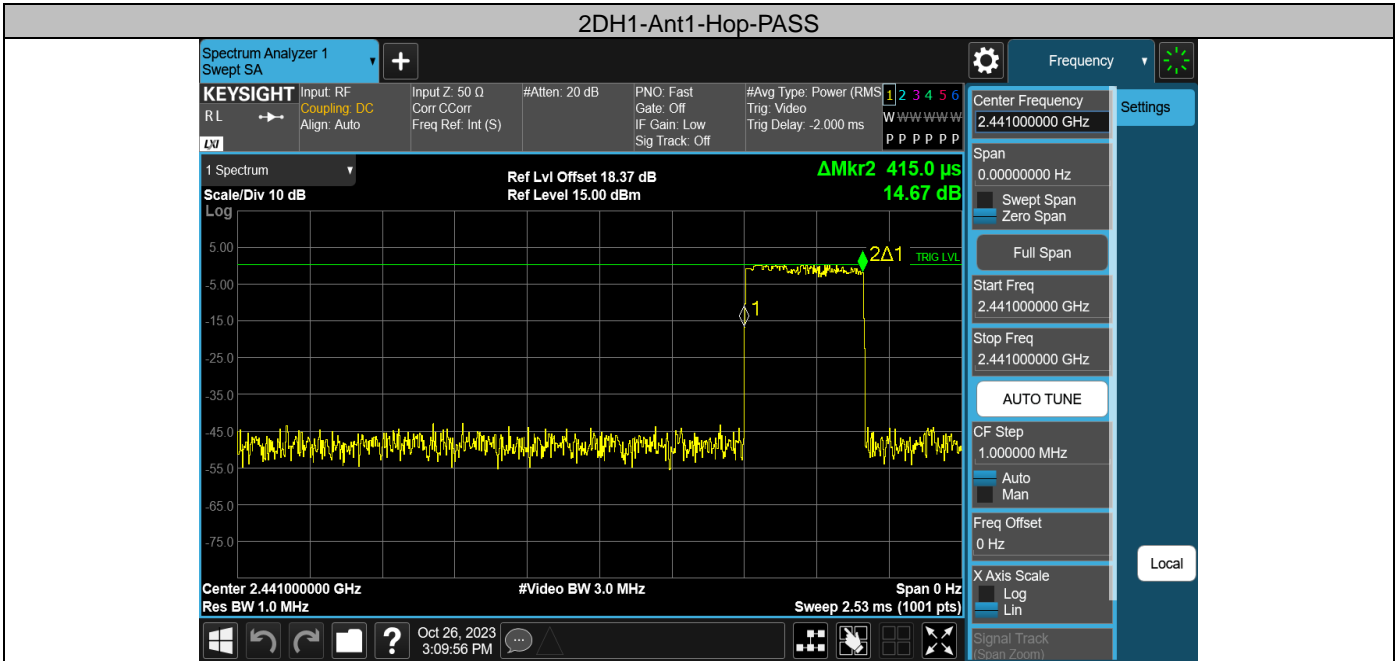 2DH1-Ant1-Hop-PASS
Spectrum Analyzer 1
Swept SA
Frequency
KEYSIGHT
RL
LXI
Input: RF
Coupling: DC
Align: Auto
Input Z: 50 Ω
Corr CCorr
Freq Ref: Int (S)
#Atten: 20 dB
PNO: Fast
Gate: Off
IF Gain: Low
Sig Track: Off
#Avg Type: Power (RMS
Trig: Video
Trig Delay: -2.000 ms
1 2 3 4 5 6
W W W W W W
P P P P P P
1 Spectrum
Scale/Div 10 dB
Log
Ref Lvl Offset 18.37 dB
Ref Level 15.00 dBm
ΔMkr2 415.0 µs
14.67 dB
5.00
-5.00
-15.0
-25.0
-35.0
-45.0
-55.0
-65.0
-75.0
2Δ1
TRIG LVL
1
Center 2.441000000 GHz
Res BW 1.0 MHz
#Video BW 3.0 MHz
Span 0 Hz
Sweep 2.53 ms (1001 pts)
Oct 26, 2023
3:09:56 PM
Center Frequency
2.441000000 GHz
Settings
Span
0.00000000 Hz
Swept Span
Zero Span
Full Span
Start Freq
2.441000000 GHz
Stop Freq
2.441000000 GHz
AUTO TUNE
CF Step
1.000000 MHz
Auto
Man
Freq Offset
0 Hz
X Axis Scale
Log
Lin
Local
Signal Track
(Span Zoom)